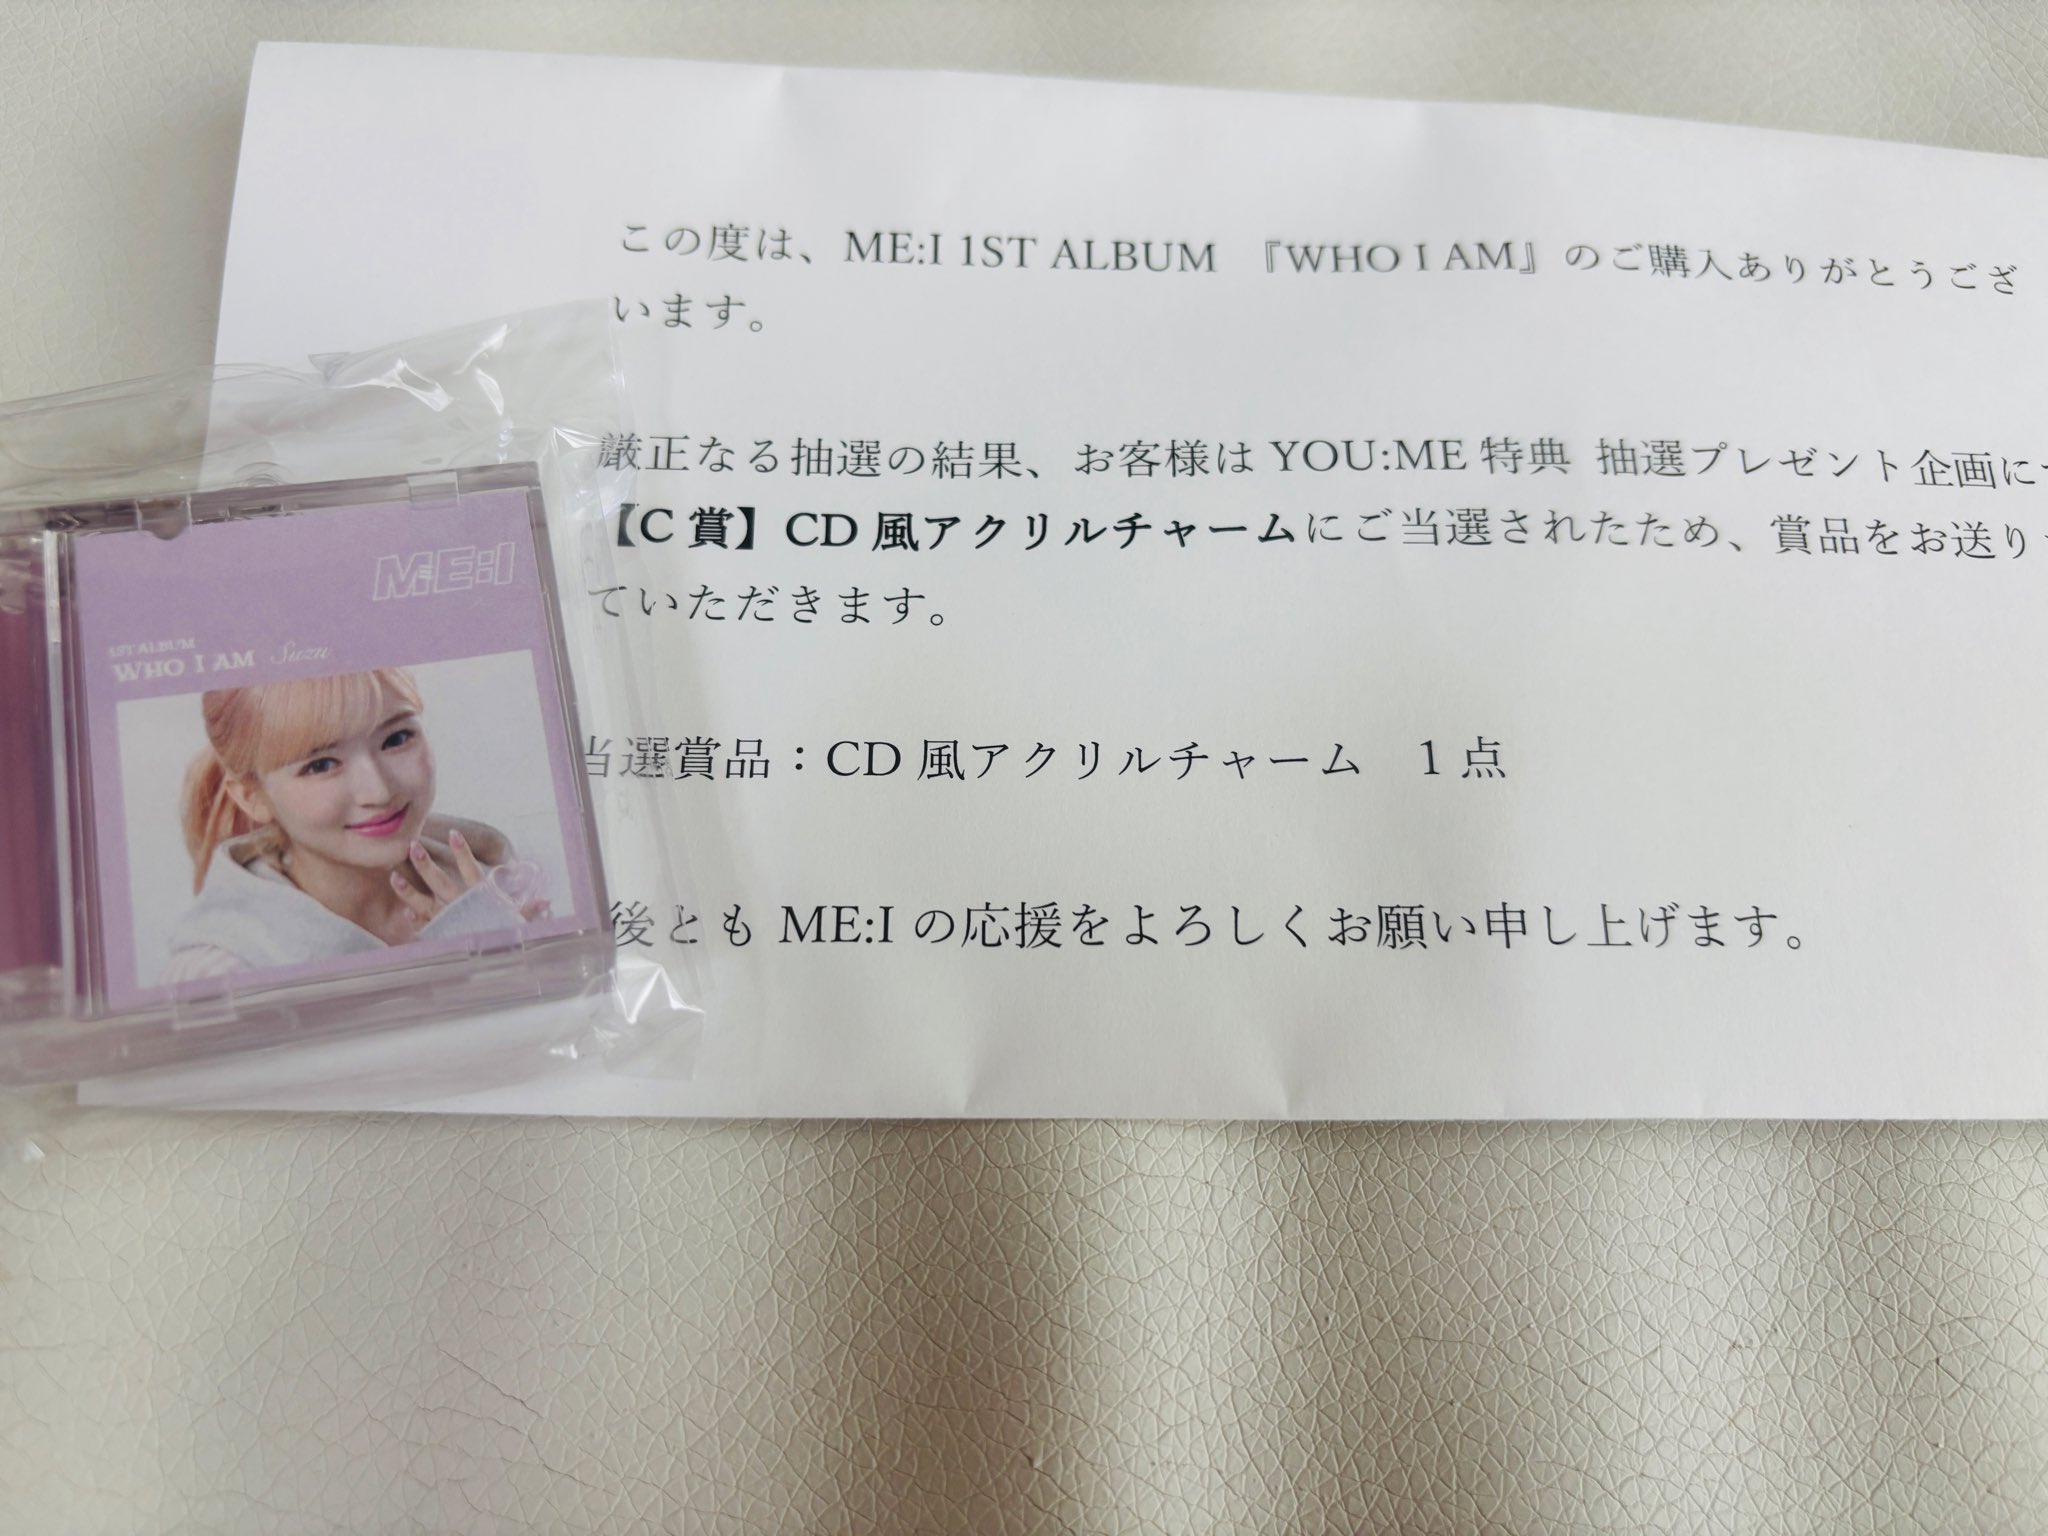 この度は、ME:I 1ST ALBUM 『WHO I AM』のご購入ありがとうござ
います。
厳正なる抽選の結果、お客様は YOU:ME 特典 抽選プレゼント企画に
【C 賞】CD 風アクリルチャームにご当選されたため、賞品をお送り
ていただきます。
当選賞品：CD 風アクリルチャーム 1 点
後とも ME:I の応援をよろしくお願い申し上げます。
ME:I
1ST ALBUM
WHO I AM Suzu